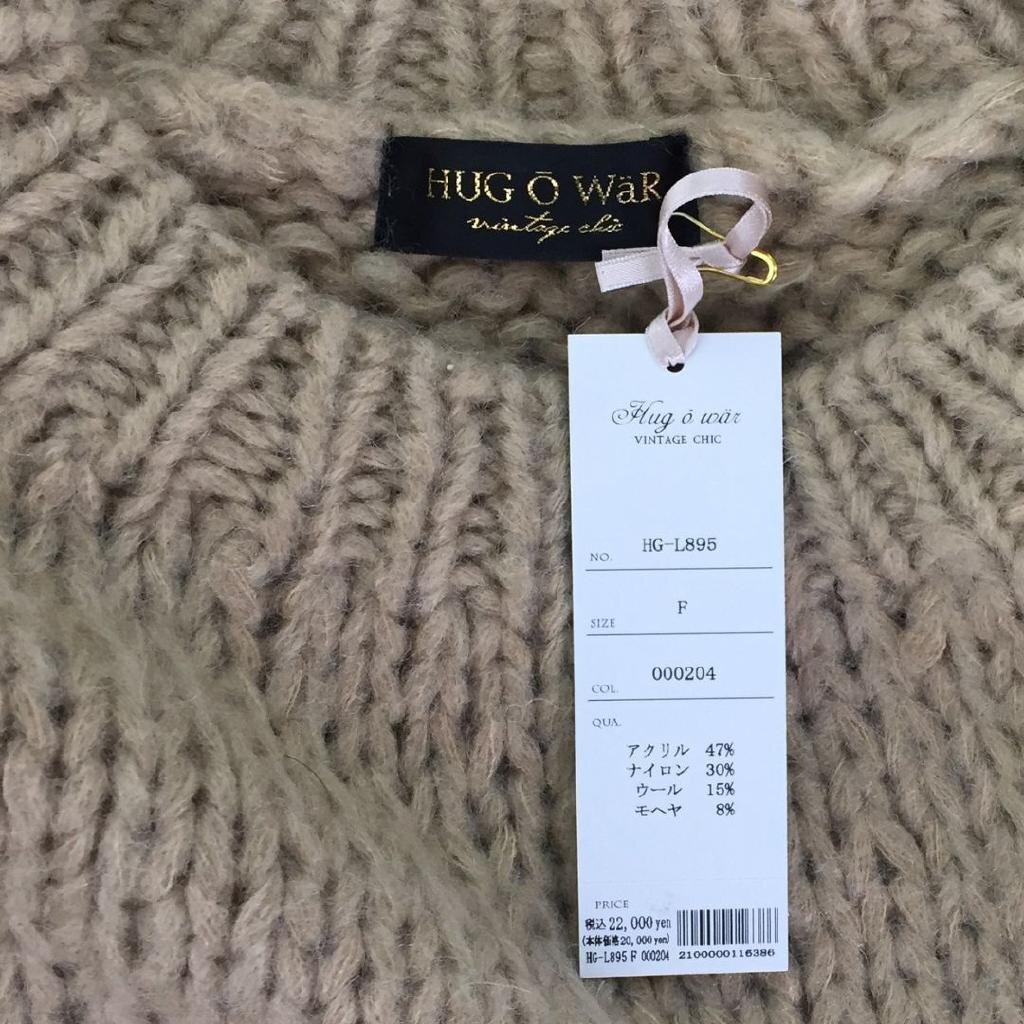 HUG Ō WäR
vintage chic
Hug ō wär
VINTAGE CHIC
NO. HG-L895
SIZE F
COL. 000204
QUA.
アクリル 47%
ナイロン 30%
ウール 15%
モヘヤ 8%
PRICE
税込 22,000 yen
(本体価格20,000 yen)
HG-L895 F 000204
2100000116386